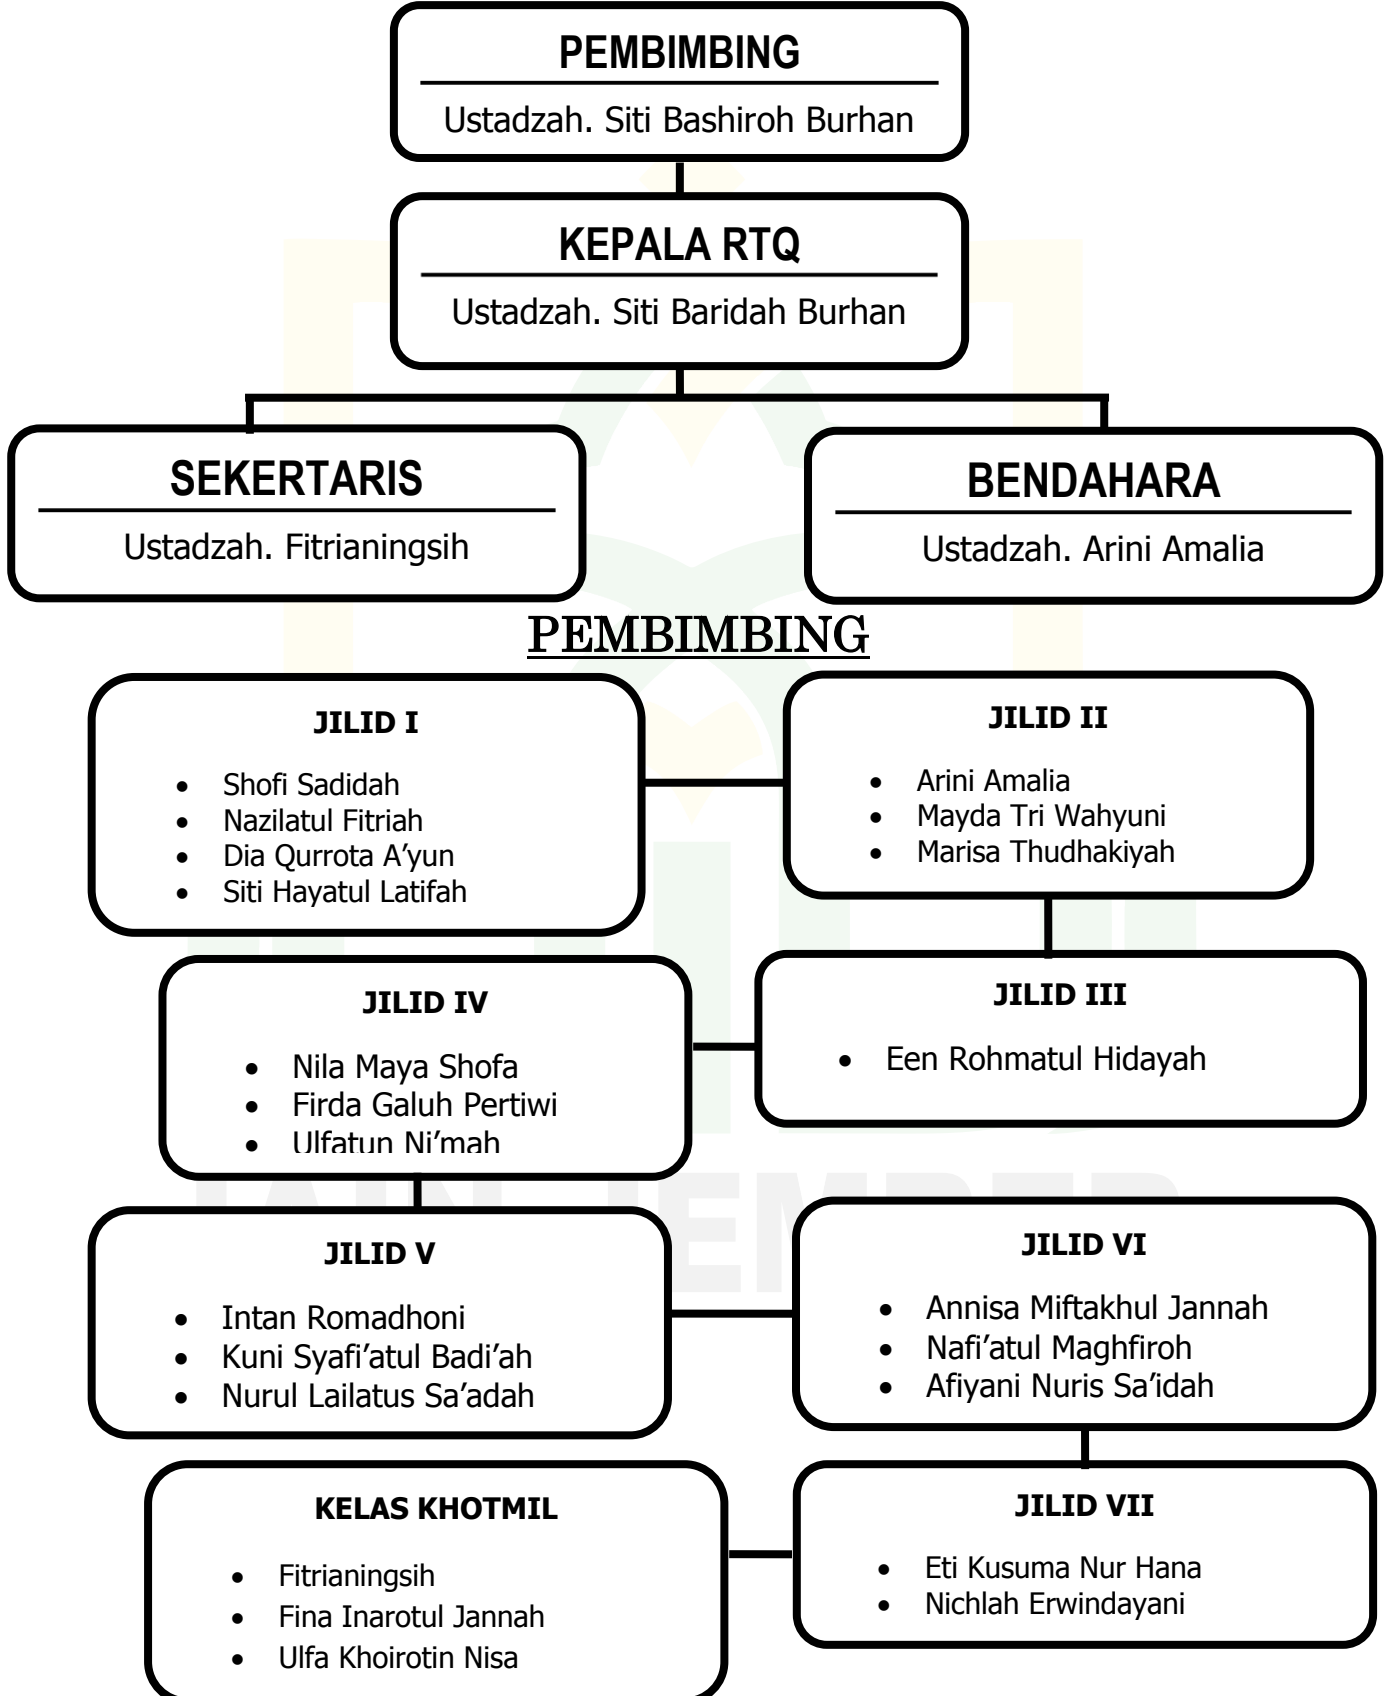 PEMBIMBING
Ustadzah. Siti Bashiroh Burhan
KEPALA RTQ
Ustadzah. Siti Baridah Burhan
SEKERTARIS
Ustadzah. Fitrianingsih
BENDAHARA
Ustadzah. Arini Amalia
PEMBIMBING
JILID I
• Shofi Sadidah
• Nazilatul Fitriah
• Dia Qurrota A’yun
• Siti Hayatul Latifah
JILID II
• Arini Amalia
• Mayda Tri Wahyuni
• Marisa Thudhakiyah
JILID III
• Een Rohmatul Hidayah
JILID IV
• Nila Maya Shofa
• Firda Galuh Pertiwi
• Ulfatun Ni’mah
JILID V
• Intan Romadhoni
• Kuni Syafi’atul Badi’ah
• Nurul Lailatus Sa’adah
JILID VI
• Annisa Miftakhul Jannah
• Nafi’atul Maghfiroh
• Afiyani Nuris Sa’idah
JILID VII
• Eti Kusuma Nur Hana
• Nichlah Erwindayani
KELAS KHOTMIL
• Fitrianingsih
• Fina Inarotul Jannah
• Ulfa Khoirotin Nisa